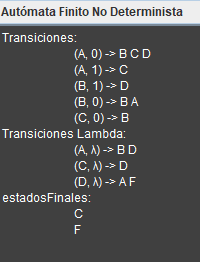 Autómata Finito No Determinista
Transiciones:
(A, 0) -> B C D
(A, 1) -> C
(B, 1) -> D
(B, 0) -> B A
(C, 0) -> B
Transiciones Lambda:
(A, λ) -> B D
(C, λ) -> D
(D, λ) -> A F
estadosFinales:
C
F